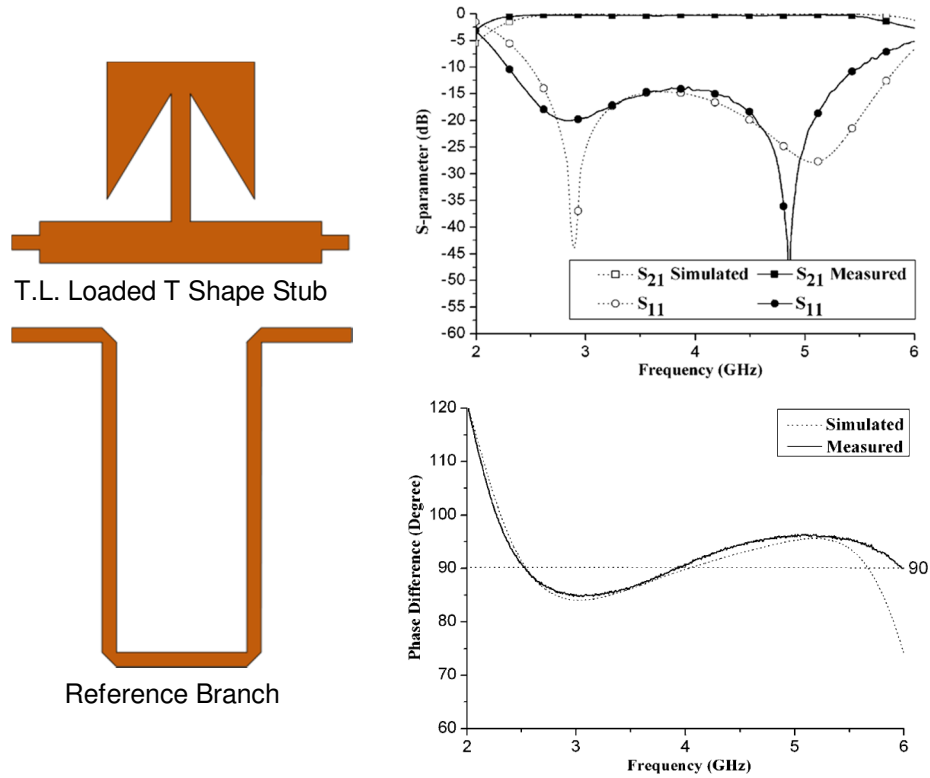 T.L. Loaded T Shape Stub
Reference Branch
S-parameter (dB)
0
-5
-10
-15
-20
-25
-30
-35
-40
-45
-50
-55
-60
S21 Simulated
S21 Measured
S11
S11
2
3
4
5
6
Frequency (GHz)
Phase Difference (Degree)
120
110
100
90
80
70
60
Simulated
Measured
90
2
3
4
5
6
Frequency (GHz)